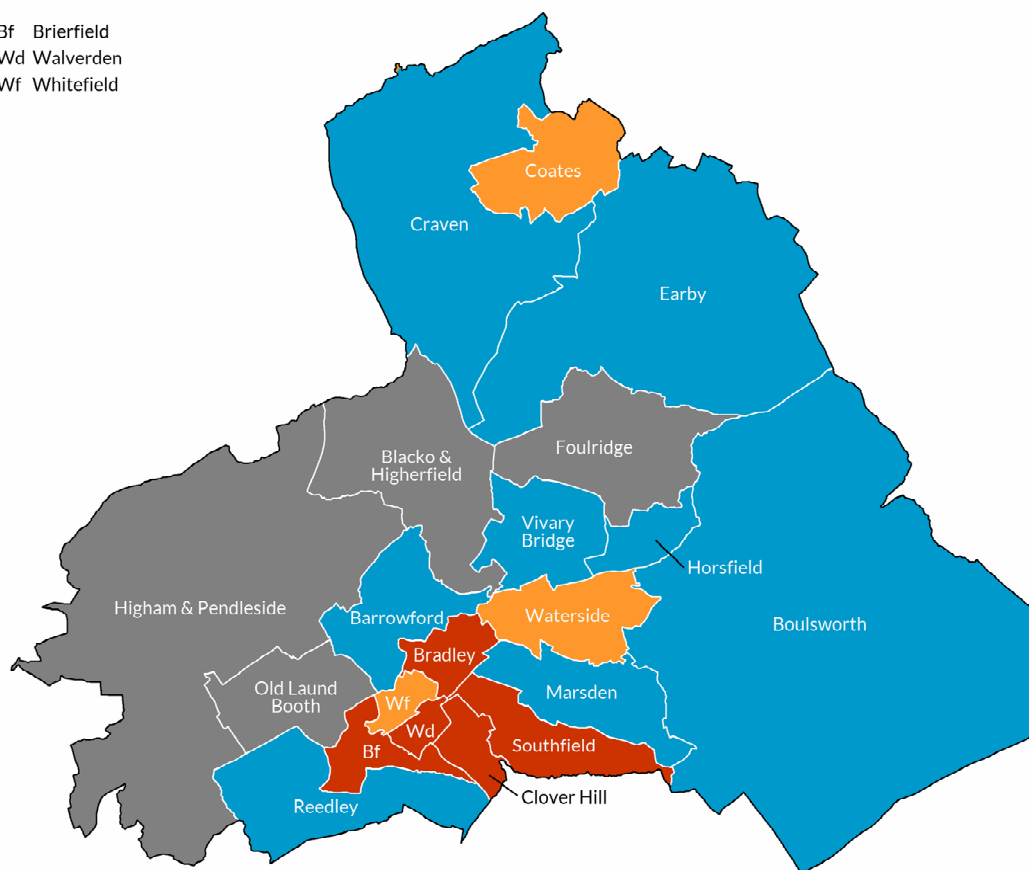 Bf Brierfield
Wd Walverden
Wf Whitefield
Coates
Craven
Earby
Foulridge
Blacko &
Higherfield
Vivary
Bridge
Horsfield
Higham & Pendleside
Barrowford
Waterside
Boulsworth
Bradley
Old Laund
Booth
Marsden
Wf
Wd
Bf
Southfield
Clover Hill
Reedley